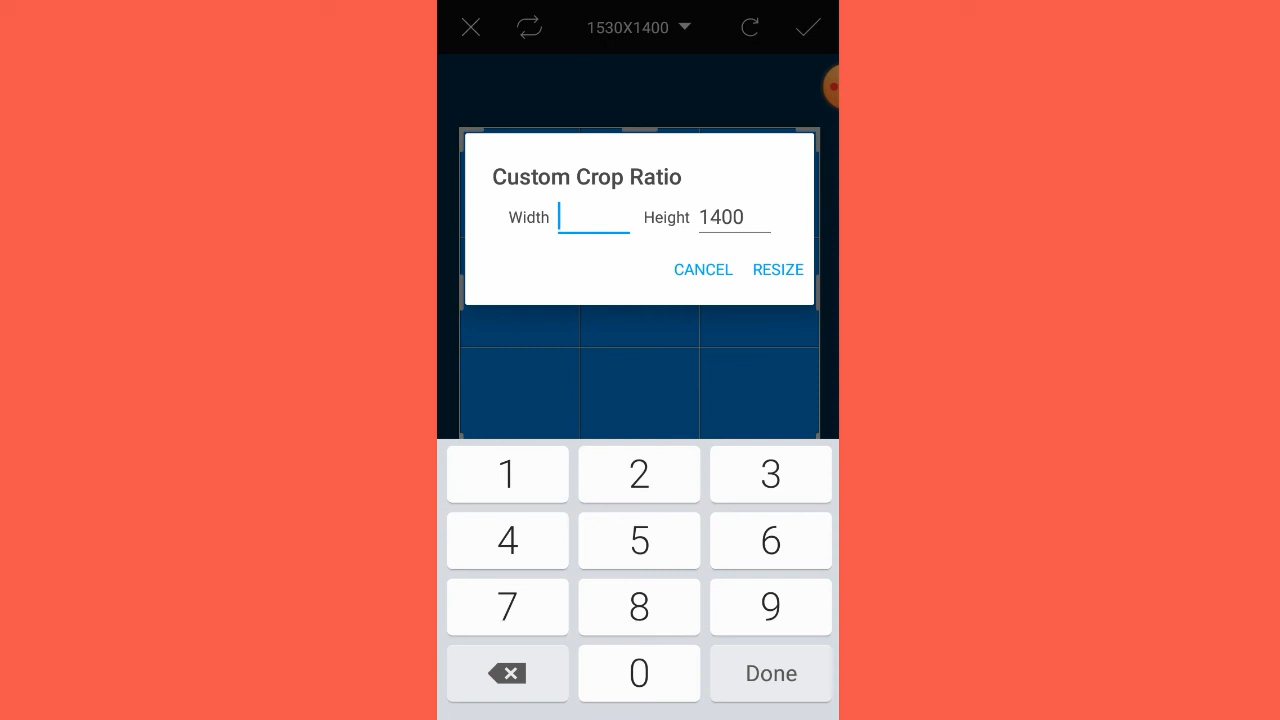 1530X1400
Custom Crop Ratio
Width Height 1400
CANCEL RESIZE
1 2 3
4 5 6
7 8 9
0 Done